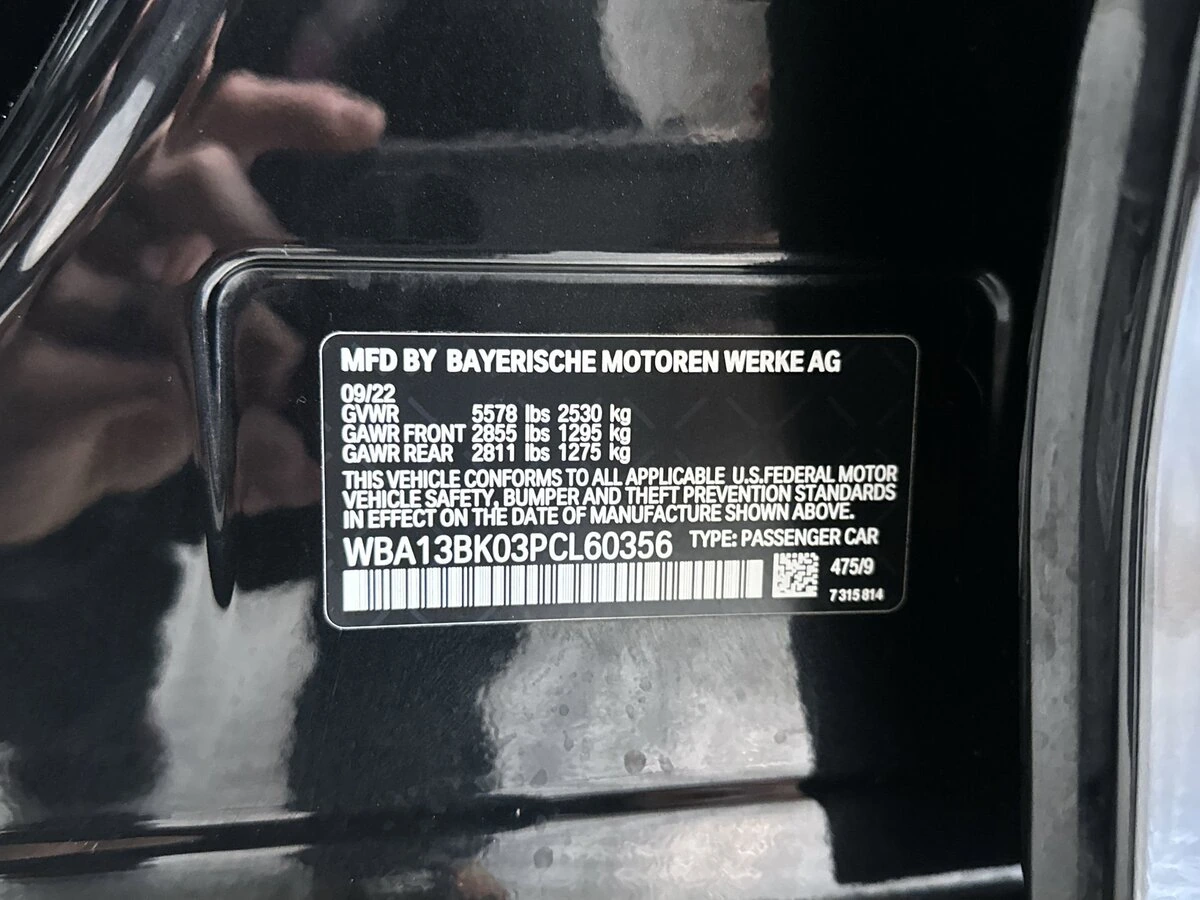 MFD BY BAYERISCHE MOTOREN WERKE AG
09/22
GVWR 5578 lbs 2530 kg
GAWR FRONT 2855 lbs 1295 kg
GAWR REAR 2811 lbs 1275 kg
THIS VEHICLE CONFORMS TO ALL APPLICABLE U.S.FEDERAL MOTOR
VEHICLE SAFETY, BUMPER AND THEFT PREVENTION STANDARDS
IN EFFECT ON THE DATE OF MANUFACTURE SHOWN ABOVE.
WBA13BK03PCL60356 TYPE: PASSENGER CAR
475/9
7 315 814